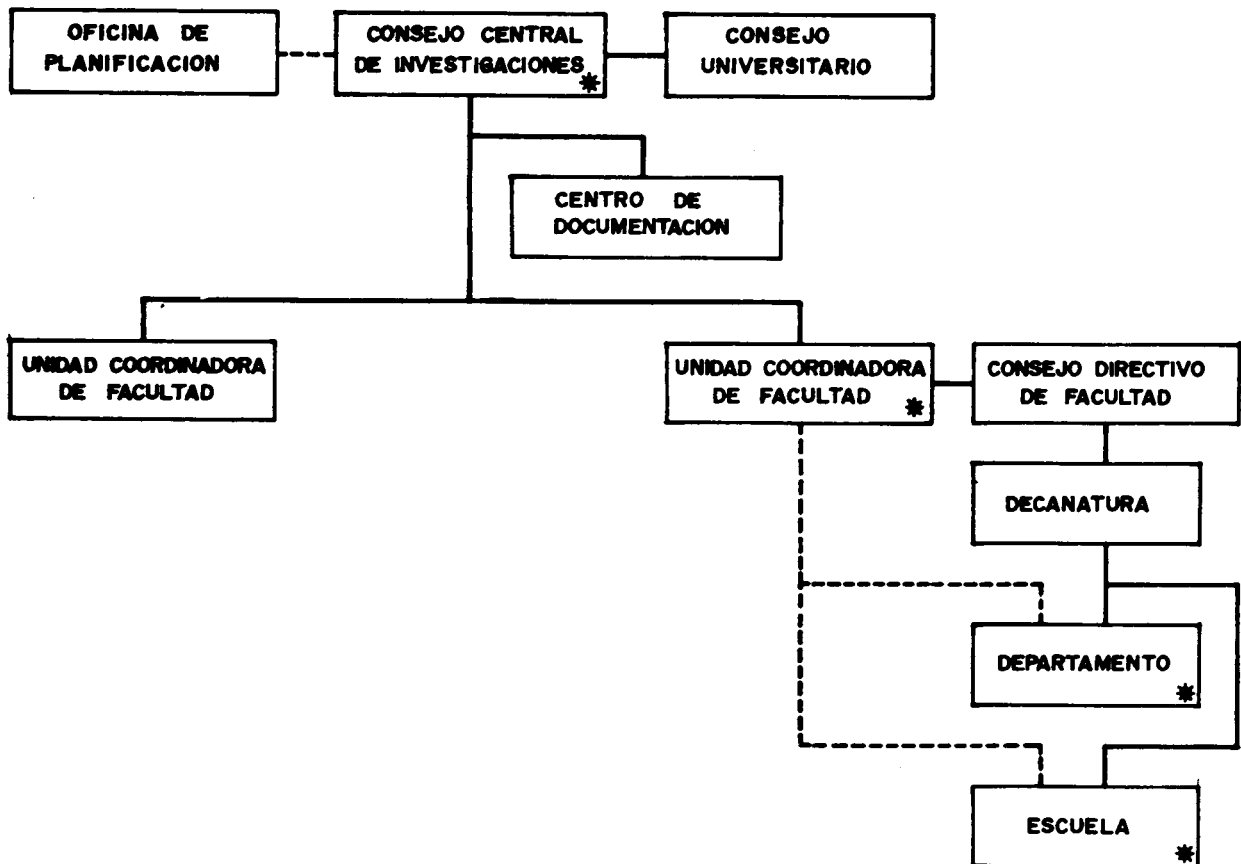 OFICINA DE
PLANIFICACION
CONSEJO CENTRAL
DE INVESTIGACIONES
*
CONSEJO
UNIVERSITARIO
CENTRO DE
DOCUMENTACION
UNIDAD COORDINADORA
DE FACULTAD
UNIDAD COORDINADORA
DE FACULTAD
*
CONSEJO DIRECTIVO
DE FACULTAD
DECANATURA
DEPARTAMENTO
*
ESCUELA
*